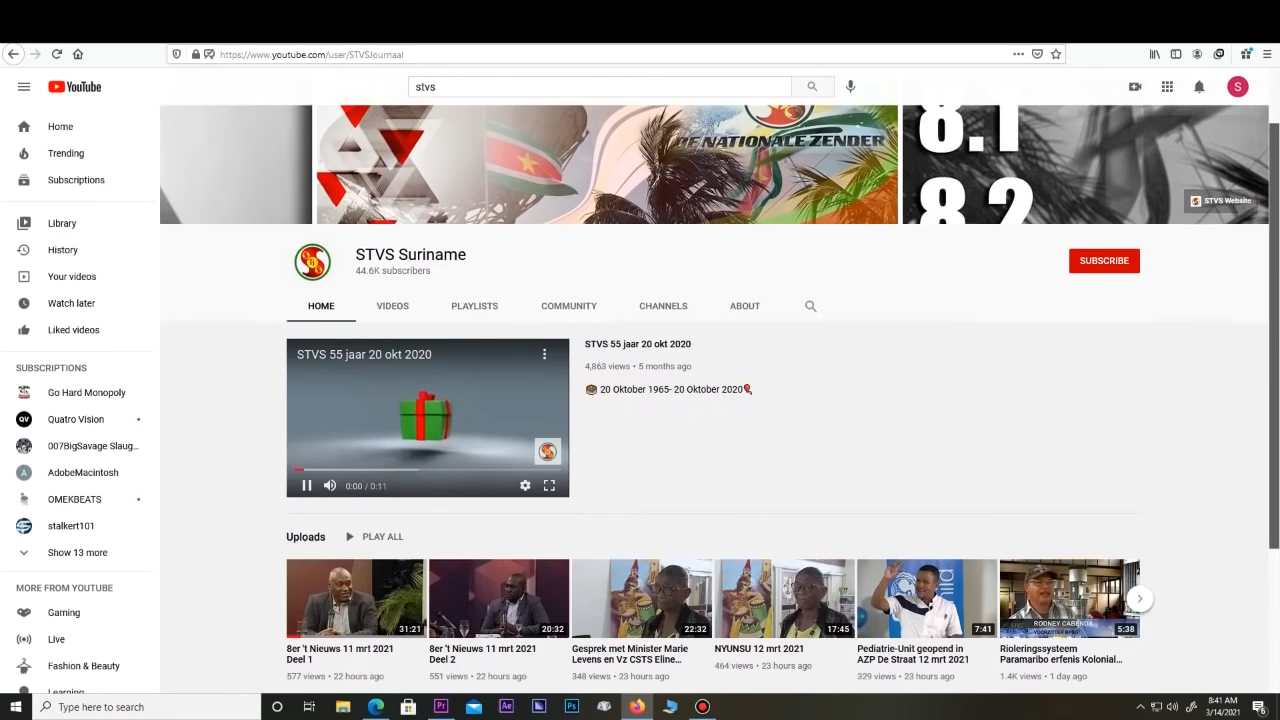 https://www.youtube.com/user/STVSJournaal
YouTube
stvs
S
Home
Trending
Subscriptions
Library
History
Your videos
Watch later
Liked videos
SUBSCRIPTIONS
Go Hard Monopoly
QV Quatro Vision
007BigSavage Slaug...
A AdobeMacintosh
OMEKBEATS
stalkert101
Show 13 more
MORE FROM YOUTUBE
Gaming
Live
Fashion & Beauty
Learning
DE NATIONALE ZENDER
8.1
8.2
STVS Website
STVS Suriname
44.6K subscribers
SUBSCRIBE
HOME VIDEOS PLAYLISTS COMMUNITY CHANNELS ABOUT
STVS 55 jaar 20 okt 2020
0:00 / 0:11
STVS 55 jaar 20 okt 2020
4,863 views • 5 months ago
20 Oktober 1965- 20 Oktober 2020
Uploads PLAY ALL
31:21
8er 't Nieuws 11 mrt 2021
Deel 1
577 views • 22 hours ago
20:32
8er 't Nieuws 11 mrt 2021
Deel 2
551 views • 22 hours ago
22:32
Gesprek met Minister Marie
Levens en Vz CSTS Eline...
348 views • 23 hours ago
17:45
NYUNSU 12 mrt 2021
464 views • 23 hours ago
7:41
Pediatrie-Unit geopend in
AZP De Straat 12 mrt 2021
329 views • 23 hours ago
RODNEY CABENDA
5:38
Rioleringssysteem
Paramaribo erfenis Kolonial...
1.4K views • 1 day ago
Type here to search
Pr
Ae
Ps
8:41 AM
3/14/2021
6